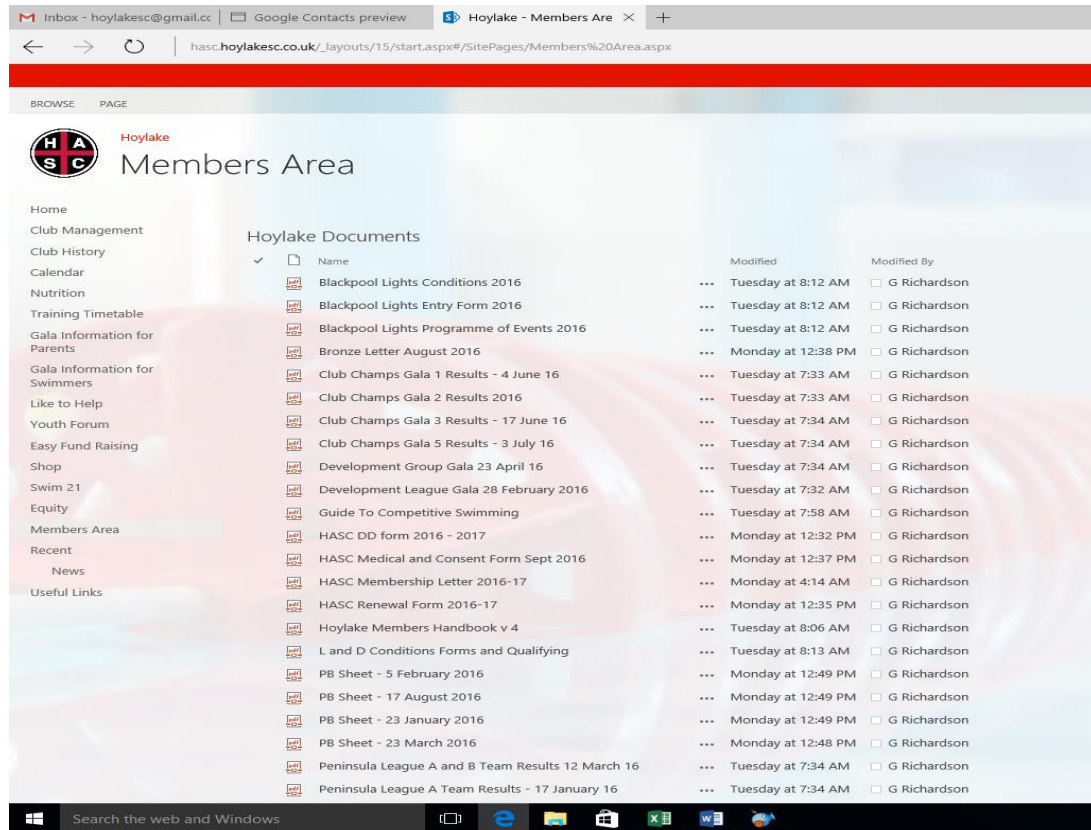 Inbox - hoylakesc@gmail.cc
Google Contacts preview
Hoylake - Members Are
hasc.hoylakesc.co.uk/_layouts/15/start.aspx#/SitePages/Members%20Area.aspx
BROWSE PAGE
H A S C
Hoylake
Members Area
Home
Club Management
Club History
Calendar
Nutrition
Training Timetable
Gala Information for
Parents
Gala Information for
Swimmers
Like to Help
Youth Forum
Easy Fund Raising
Shop
Swim 21
Equity
Members Area
Recent
News
Useful Links
Hoylake Documents
Name Modified Modified By
Blackpool Lights Conditions 2016 ... Tuesday at 8:12 AM G Richardson
Blackpool Lights Entry Form 2016 ... Tuesday at 8:12 AM G Richardson
Blackpool Lights Programme of Events 2016 ... Tuesday at 8:12 AM G Richardson
Bronze Letter August 2016 ... Monday at 12:38 PM G Richardson
Club Champs Gala 1 Results - 4 June 16 ... Tuesday at 7:33 AM G Richardson
Club Champs Gala 2 Results 2016 ... Tuesday at 7:33 AM G Richardson
Club Champs Gala 3 Results - 17 June 16 ... Tuesday at 7:34 AM G Richardson
Club Champs Gala 5 Results - 3 July 16 ... Tuesday at 7:34 AM G Richardson
Development Group Gala 23 April 16 ... Tuesday at 7:34 AM G Richardson
Development League Gala 28 February 2016 ... Tuesday at 7:32 AM G Richardson
Guide To Competitive Swimming ... Tuesday at 7:58 AM G Richardson
HASC DD form 2016 - 2017 ... Monday at 12:32 PM G Richardson
HASC Medical and Consent Form Sept 2016 ... Monday at 12:37 PM G Richardson
HASC Membership Letter 2016-17 ... Monday at 4:14 AM G Richardson
HASC Renewal Form 2016-17 ... Monday at 12:35 PM G Richardson
Hoylake Members Handbook v 4 ... Tuesday at 8:06 AM G Richardson
L and D Conditions Forms and Qualifying ... Tuesday at 8:13 AM G Richardson
PB Sheet - 5 February 2016 ... Monday at 12:49 PM G Richardson
PB Sheet - 17 August 2016 ... Monday at 12:49 PM G Richardson
PB Sheet - 23 January 2016 ... Monday at 12:49 PM G Richardson
PB Sheet - 23 March 2016 ... Monday at 12:48 PM G Richardson
Peninsula League A and B Team Results 12 March 16 ... Tuesday at 7:34 AM G Richardson
Peninsula League A Team Results - 17 January 16 ... Tuesday at 7:34 AM G Richardson
Search the web and Windows